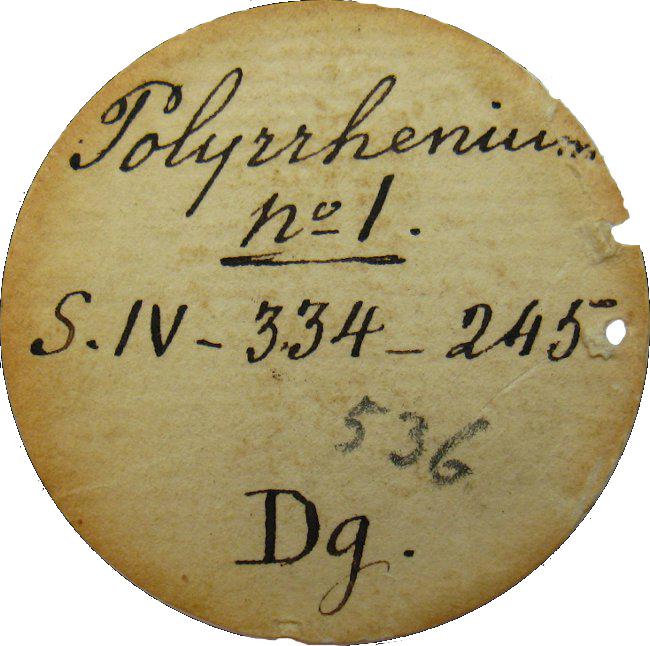 Polyrrhenium
nº 1.
S. IV - 334 - 245
536
Dg.